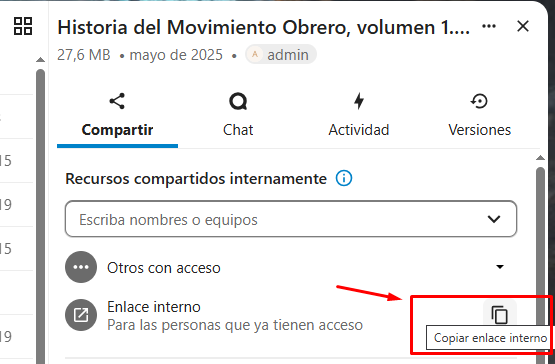 Historia del Movimiento Obrero, volumen 1....
27,6 MB • mayo de 2025 • A admin
Compartir
Chat
Actividad
Versiones
15
19
15
19
Recursos compartidos internamente
Escriba nombres o equipos
Otros con acceso
Enlace interno
Para las personas que ya tienen acceso
Copiar enlace interno